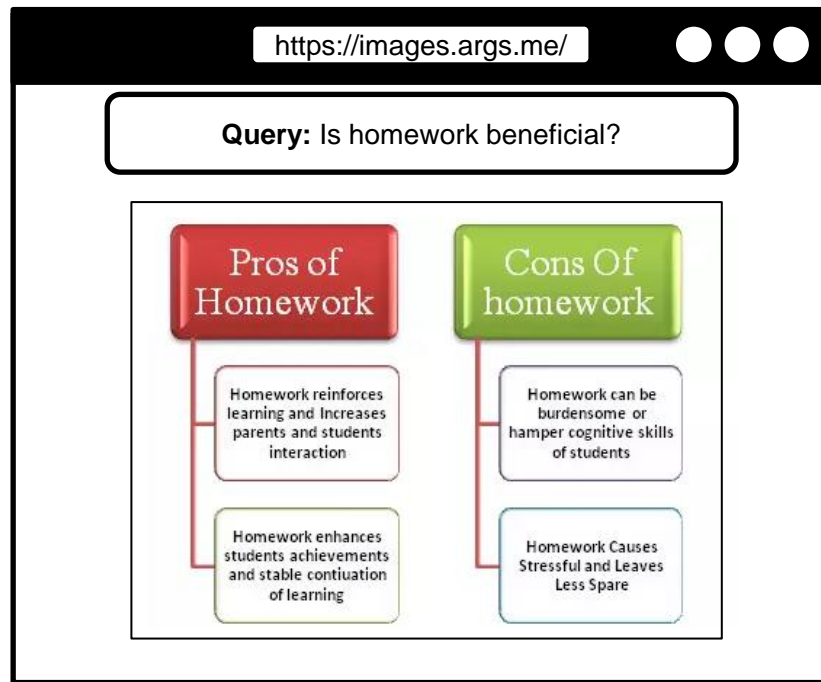 https://images.args.me/
Query: Is homework beneficial?
Pros of
Homework
Homework reinforces
learning and Increases
parents and students
interaction
Homework enhances
students achievements
and stable contiuation
of learning
Cons Of
homework
Homework can be
burdensome or
hamper cognitive skills
of students
Homework Causes
Stressful and Leaves
Less Spare